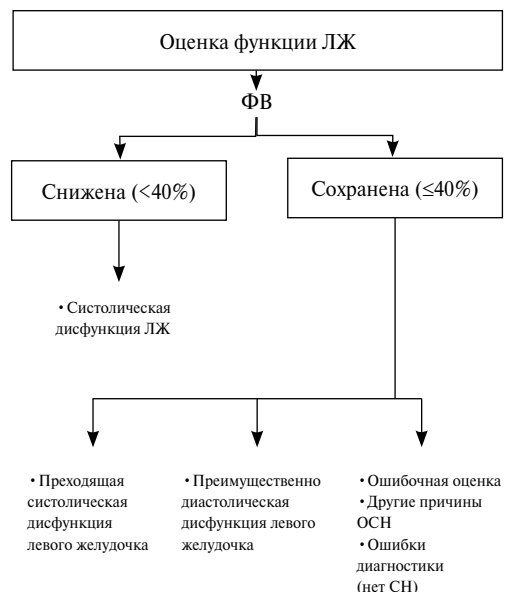 Оценка функции ЛЖ
ФВ
Снижена (<40%)
Сохранена (≤40%)
• Систолическая
дисфункция ЛЖ
• Преходящая
систолическая
дисфункция
левого желудочка
• Преимущественно
диастолическая
дисфункция левого
желудочка
• Ошибочная оценка
• Другие причины
ОСН
• Ошибки
диагностики
(нет СН)